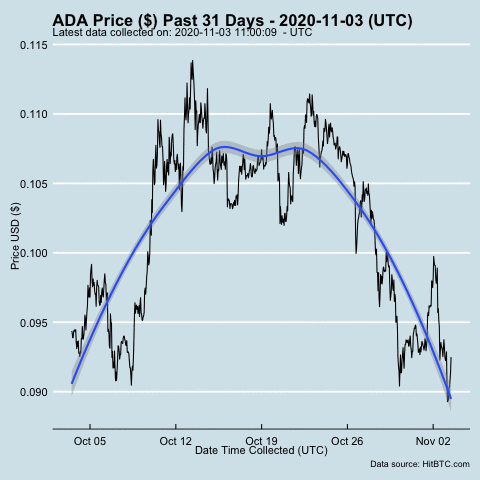 ADA Price ($) Past 31 Days - 2020-11-03 (UTC)
Latest data collected on: 2020-11-03 11:00:09 - UTC
0.115
0.110
0.105
0.100
0.095
0.090
Price USD ($)
Oct 05 Oct 12 Oct 19 Oct 26 Nov 02
Date Time Collected (UTC)
Data source: HitBTC.com